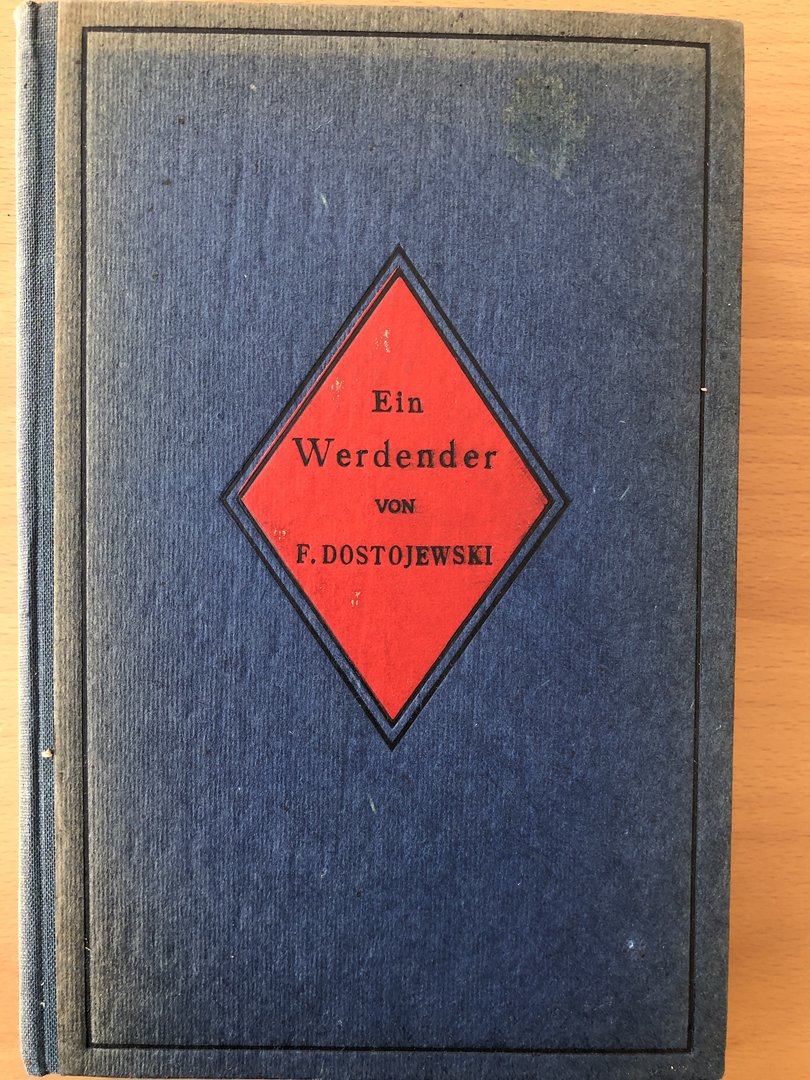 Ein
Werdender
VON
F. DOSTOJEWSKI